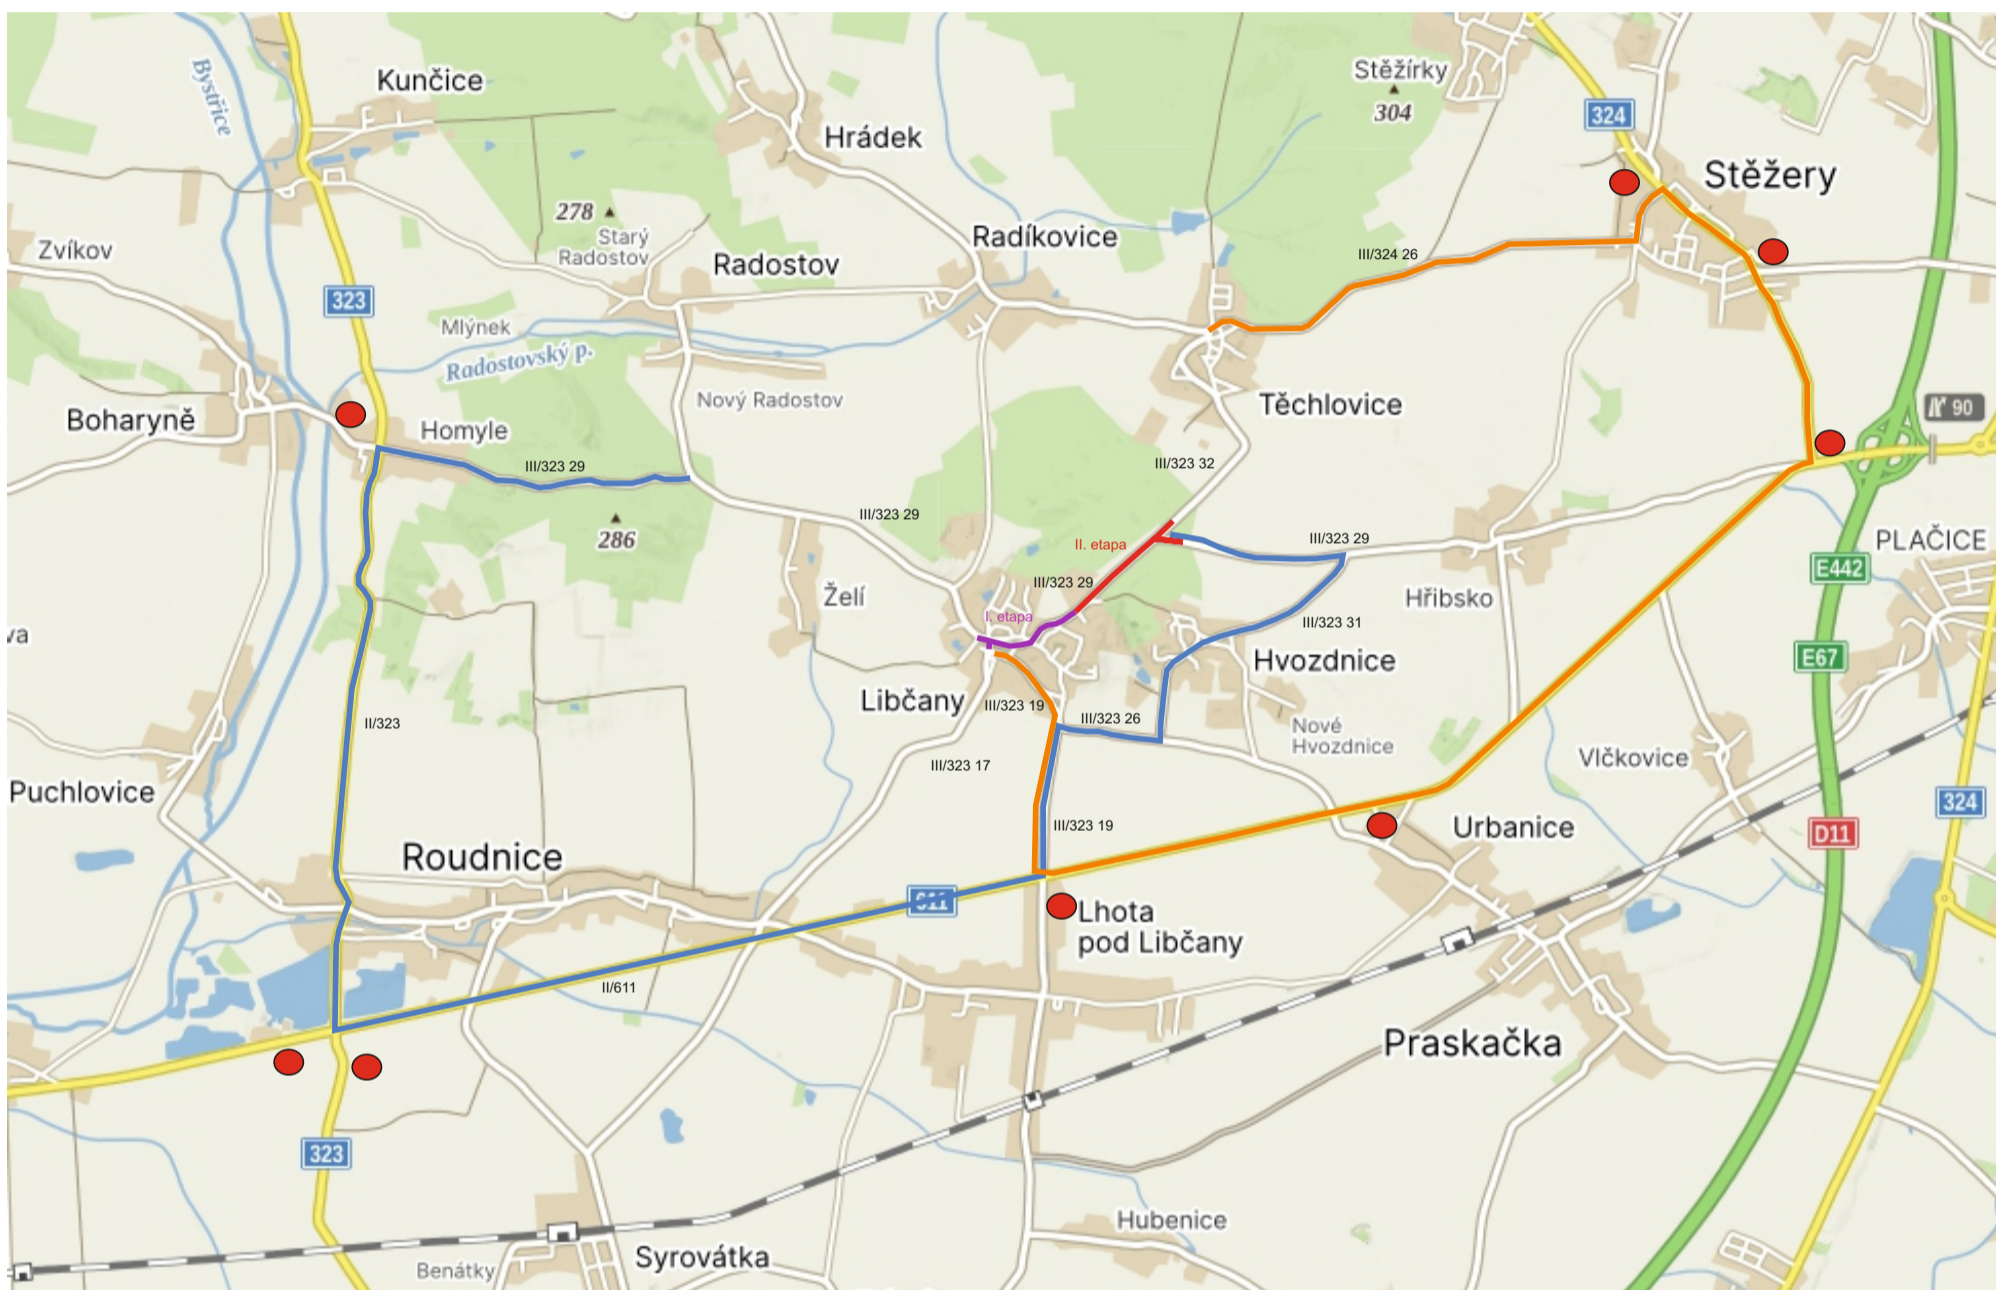 Bystřice
Kunčice
Stěžírky
304
324
Hrádek
Stěžery
278
Starý
Radostov
Radíkovice
Zvíkov
Radostov
III/324 26
323
Mlýnek
Radostovský p.
Boharyně
Homyle
Nový Radostov
Těchlovice
90
III/323 29
III/323 32
III/323 29
286
II. etapa
III/323 29
PLAČICE
E442
III/323 29
Želí
Hřibsko
I. etapa
III/323 31
va
Hvozdnice
E67
Libčany
III/323 19
III/323 26
II/323
Nové
Hvozdnice
III/323 17
Vlčkovice
Puchlovice
324
III/323 19
Urbanice
D11
Roudnice
611
Lhota
pod Libčany
II/611
Praskačka
323
Hubenice
Syrovátka
Benátky